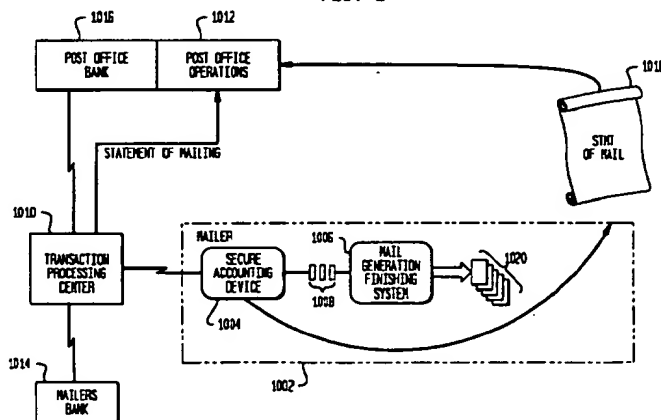 1016
1012
POST OFFICE
BANK
POST OFFICE
OPERATIONS
1018
STMT
OF MAIL
STATEMENT OF MAILING
1010
TRANSACTION
PROCESSING
CENTER
MAILER
SECURE
ACCOUNTING
DEVICE
1004
1008
1006
MAIL
GENERATION
FINISHING
SYSTEM
1020
1014
MAILERS
BANK
1002